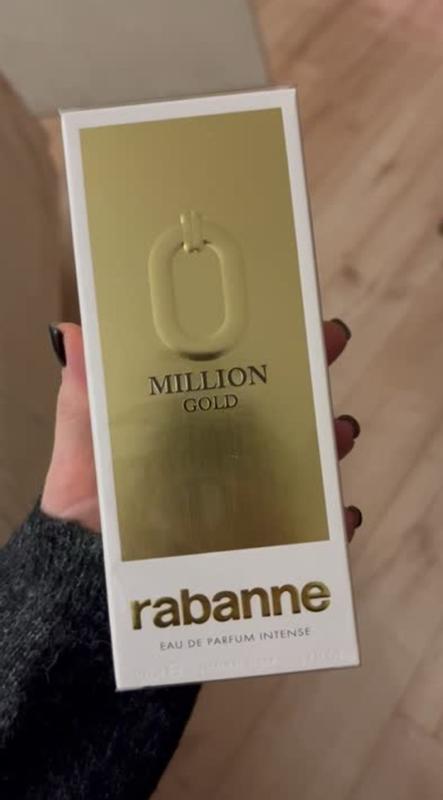 MILLION
GOLD
rabanne
EAU DE PARFUM INTENSE